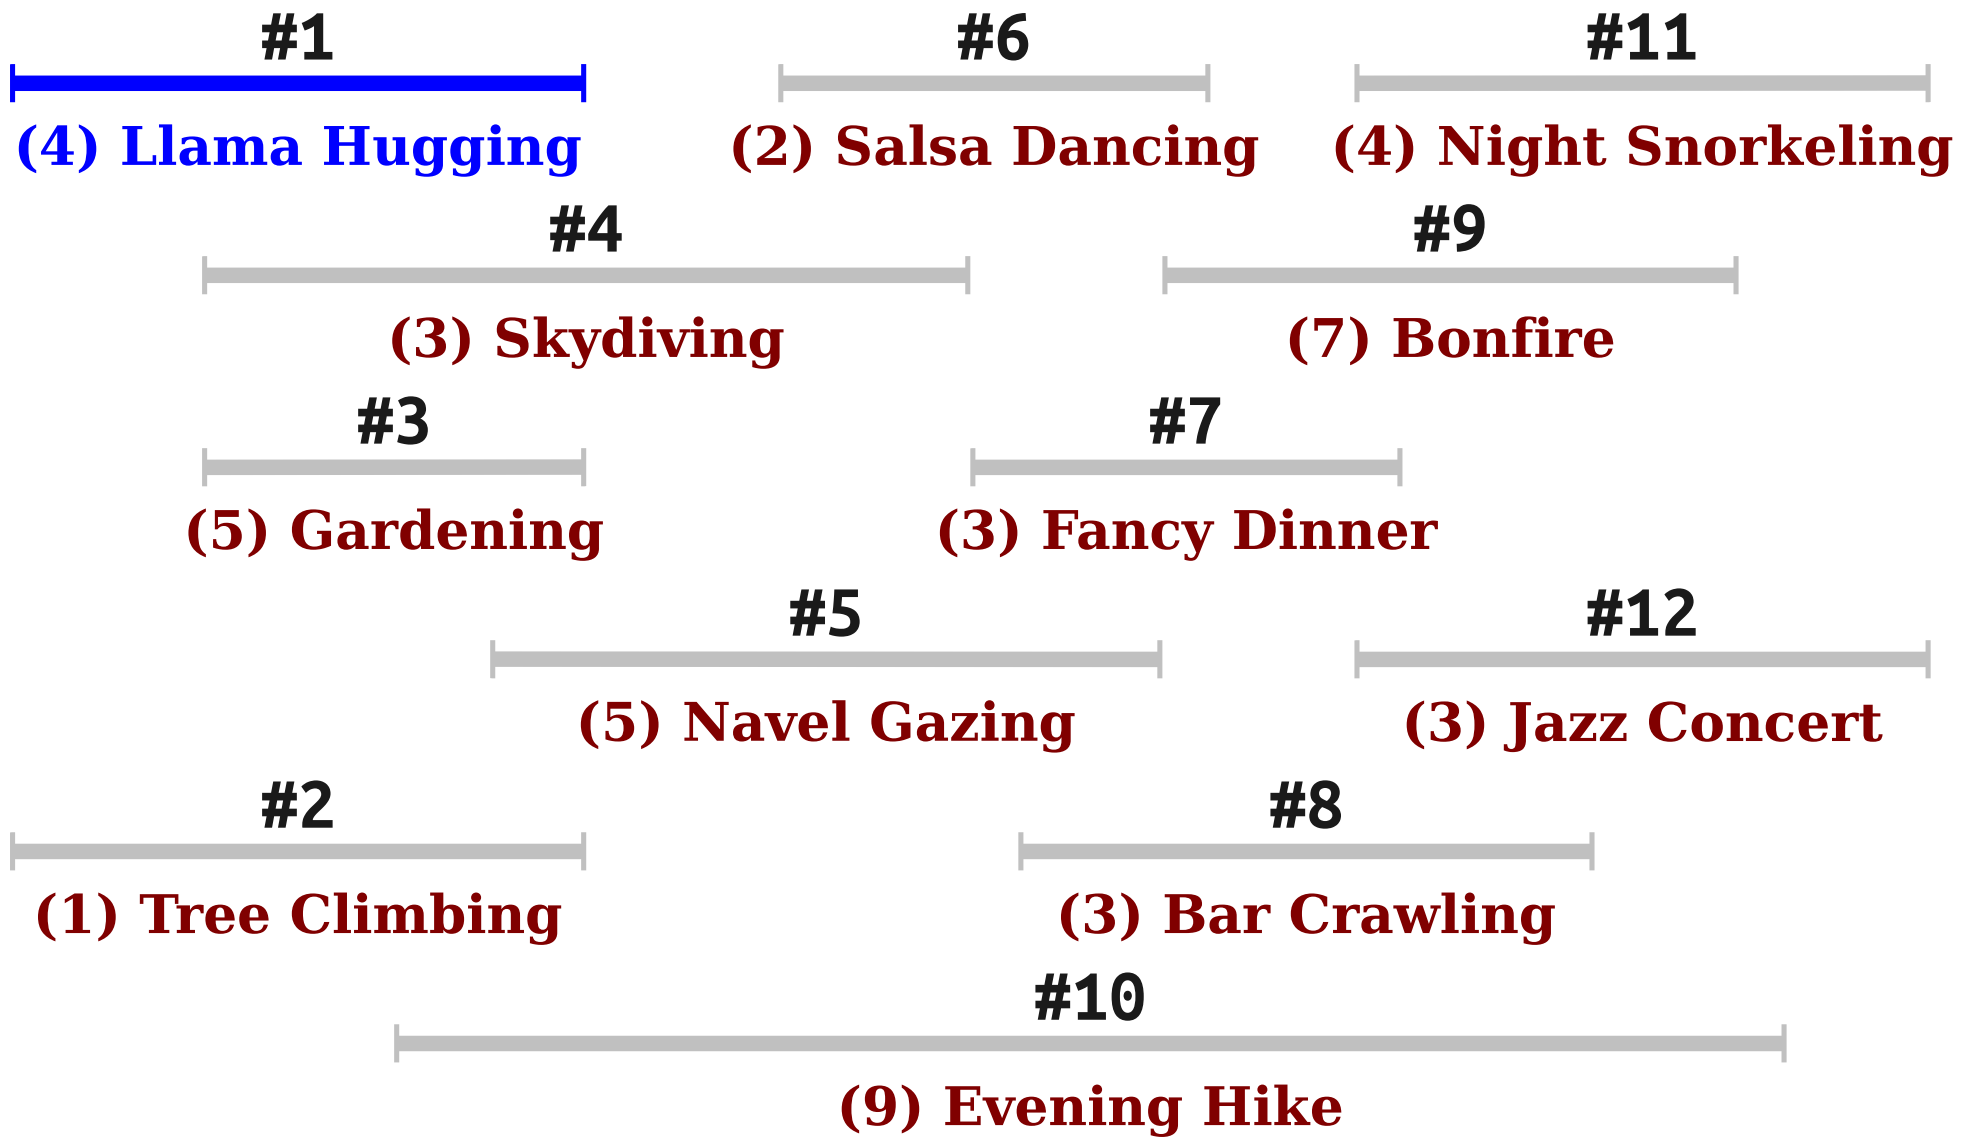 #1 #6 #11
(4) Llama Hugging (2) Salsa Dancing (4) Night Snorkeling
#4 #9
(3) Skydiving (7) Bonfire
#3 #7
(5) Gardening (3) Fancy Dinner
#5 #12
(5) Navel Gazing (3) Jazz Concert
#2 #8
(1) Tree Climbing (3) Bar Crawling
#10
(9) Evening Hike